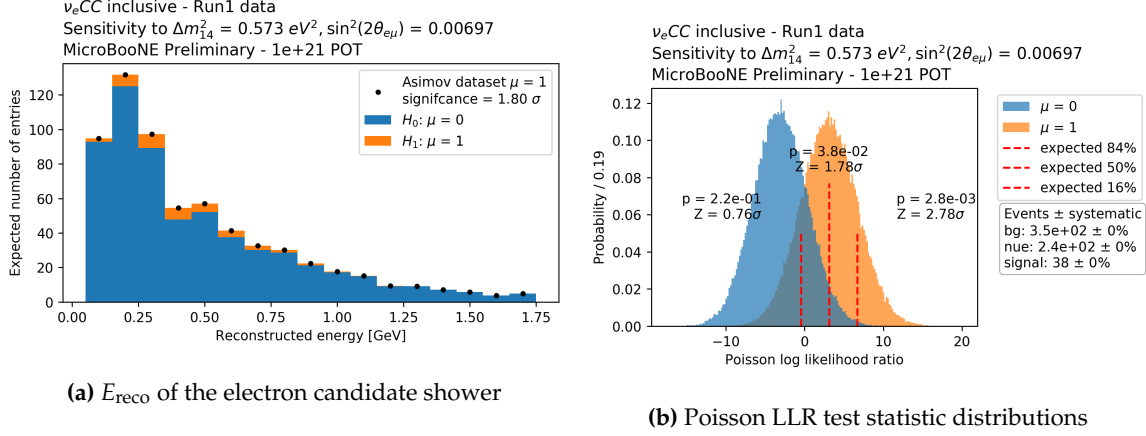 ν_eCC inclusive - Run1 data
Sensitivity to Δm²₁₄ = 0.573 eV², sin²(2θ_eμ) = 0.00697
MicroBooNE Preliminary - 1e+21 POT
Asimov dataset μ = 1
signifcance = 1.80 σ
H₀: μ = 0
H₁: μ = 1
Expected number of entries
120
100
80
60
40
20
0
0.00 0.25 0.50 0.75 1.00 1.25 1.50 1.75
Reconstructed energy [GeV]
(a) E_reco of the electron candidate shower
ν_eCC inclusive - Run1 data
Sensitivity to Δm²₁₄ = 0.573 eV², sin²(2θ_eμ) = 0.00697
MicroBooNE Preliminary - 1e+21 POT
Probability / 0.19
0.12
0.10
0.08
0.06
0.04
0.02
0.00
p = 3.8e-02
Z = 1.78σ
p = 2.2e-01
Z = 0.76σ
p = 2.8e-03
Z = 2.78σ
−10 0 10 20
Poisson log likelihood ratio
μ = 0
μ = 1
expected 84%
expected 50%
expected 16%
Events ± systematic
bg: 3.5e+02 ± 0%
nue: 2.4e+02 ± 0%
signal: 38 ± 0%
(b) Poisson LLR test statistic distributions